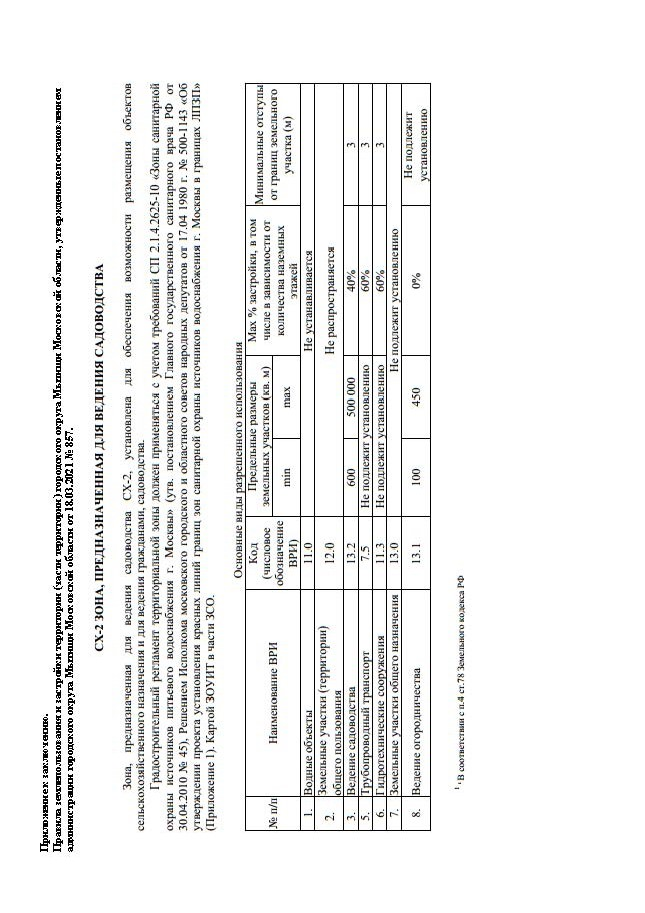 Приложение к заключению.
Правила землепользования и застройки территории (части территории) городского округа Мытищи Московской области, утвержденные постановлением
администрации городского округа Мытищи Московской области от 18.03.2021 № 857.
СХ-2 ЗОНА, ПРЕДНАЗНАЧЕННАЯ ДЛЯ ВЕДЕНИЯ САДОВОДСТВА
Зона, предназначенная для ведения садоводства СХ-2, установлена для обеспечения возможности размещения объектов
сельскохозяйственного назначения и для ведения гражданами, садоводства.
Градостроительный регламент территориальной зоны должен применяться с учетом требований СП 2.1.4.2625-10 «Зоны санитарной
охраны источников питьевого водоснабжения г. Москвы» (утв. постановлением Главного государственного санитарного врача РФ от
30.04.2010 № 45), Решением Исполкома московского городского и областного советов народных депутатов от 17.04 1980 г. № 500-1143 «Об
утверждении проекта установления красных линий границ зон санитарной охраны источников водоснабжения г. Москвы в границах ЛПЗП»
(Приложение 1), Картой ЗОУИТ в части ЗСО.
Основные виды разрешенного использования
№ п/п
Наименование ВРИ
Код
(числовое
обозначение
ВРИ)
Предельные размеры
земельных участков (кв. м)
min
max
Max % застройки, в том
числе в зависимости от
количества наземных
этажей
Минимальные отступы
от границ земельного
участка (м)
1. Водные объекты 11.0 Не устанавливается
2. Земельные участки (территории)
общего пользования 12.0 Не распространяется
3. Ведение садоводства 13.2 600 500 000 40% 3
5. Трубопроводный транспорт 7.5 Не подлежит установлению 60% 3
6. Гидротехнические сооружения 11.3 Не подлежит установлению 60% 3
7. Земельные участки общего назначения 13.0 Не подлежит установлению
8. Ведение огородничества 13.1 100 450 0% Не подлежит
установлению
¹ "В соответствии с п.4 ст.78 Земельного кодекса РФ